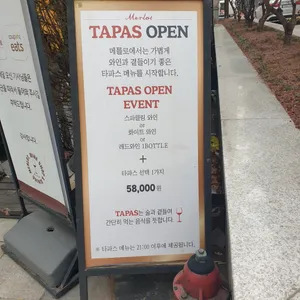 Merlot
TAPAS OPEN
메를로에서는 가볍게
와인과 곁들이기 좋은
타파스 메뉴를 시작합니다.
TAPAS OPEN
EVENT
스파클링 와인
or
화이트 와인
or
레드와인 1BOTTLE
+
타파스 선택 1가지
58,000원
TAPAS는 술과 곁들여
간단히 먹는 음식을 뜻합니다.
* 타파스 메뉴는 21:00 이후에 제공됩니다.
eats